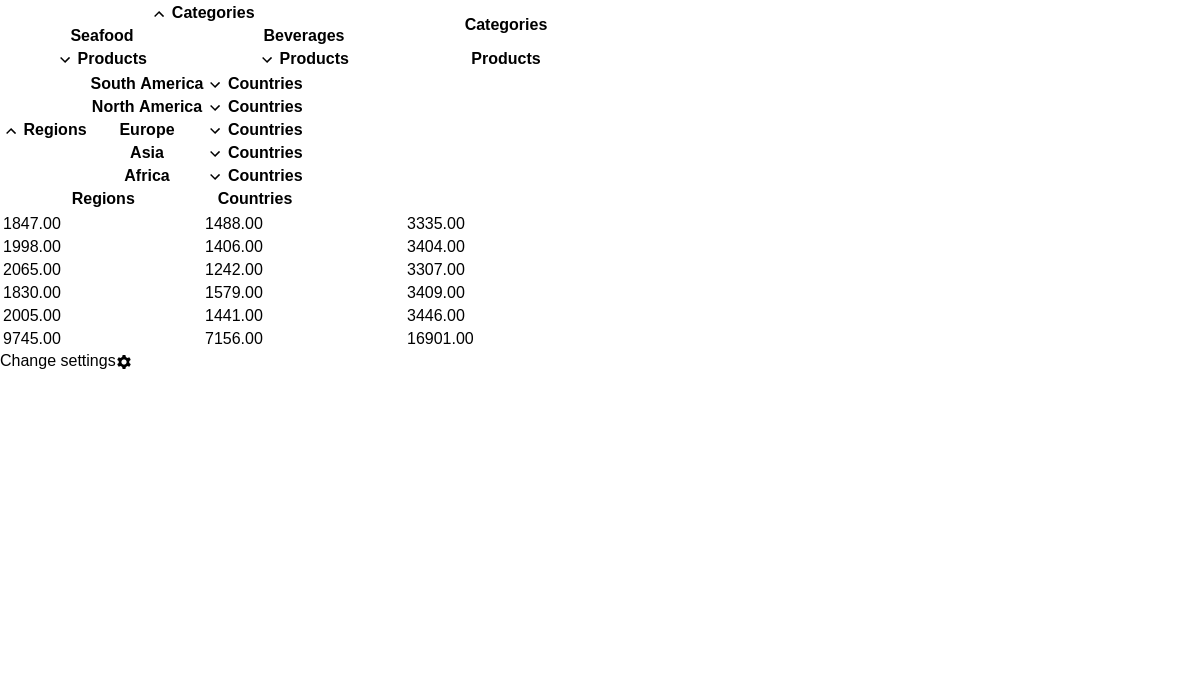 Categories Categories
Seafood Beverages
Products Products Products
South America Countries
North America Countries
Regions Europe Countries
Asia Countries
Africa Countries
Regions Countries
1847.00 1488.00 3335.00
1998.00 1406.00 3404.00
2065.00 1242.00 3307.00
1830.00 1579.00 3409.00
2005.00 1441.00 3446.00
9745.00 7156.00 16901.00
Change settings